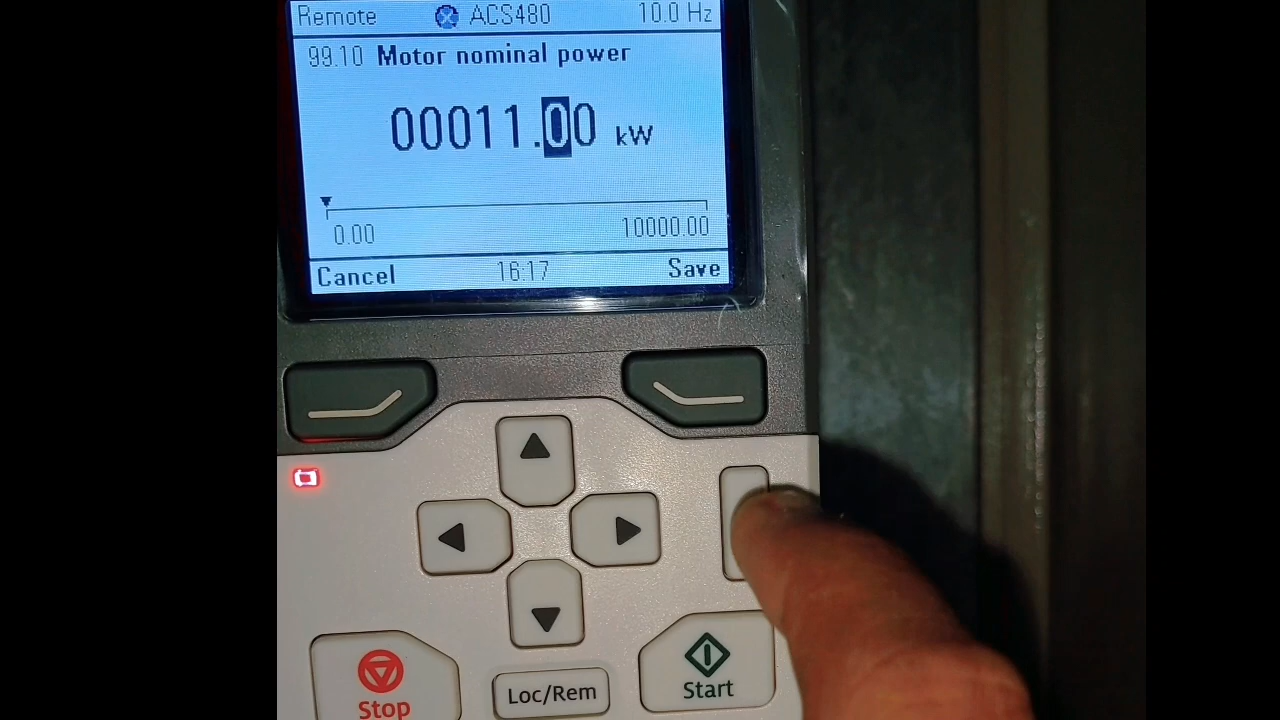 Remote ACS480 10.0 Hz
99.10 Motor nominal power
00011.00 kW
0.00 10000.00
Cancel 16:17 Save
Stop Loc/Rem Start